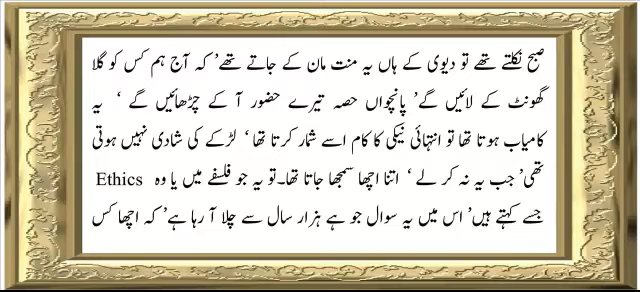 صبح نکلتے تھے تو دیوی کے ہاں یہ منت مان کے جاتے تھے’ کہ آج ہم کس کو گلا
گھونٹ کے لائیں گے’ پانچواں حصہ تیرے حضور آ کے چڑھائیں گے ‘ یہ
کامیاب ہوتا تھا تو انتہائی نیکی کا کام اسے شمار کرتا تھا‘ لڑکے کی شادی نہیں ہوتی
تھی’ جب یہ نہ کر لے ‘ اتنا اچھا سمجھا جاتا تھا۔تو یہ جو فلسفے میں یا وہ Ethics
جسے کہتے ہیں’ اس میں یہ سوال جو ہے ہزار سال سے چلا آ رہا ہے’ کہ اچھا کس